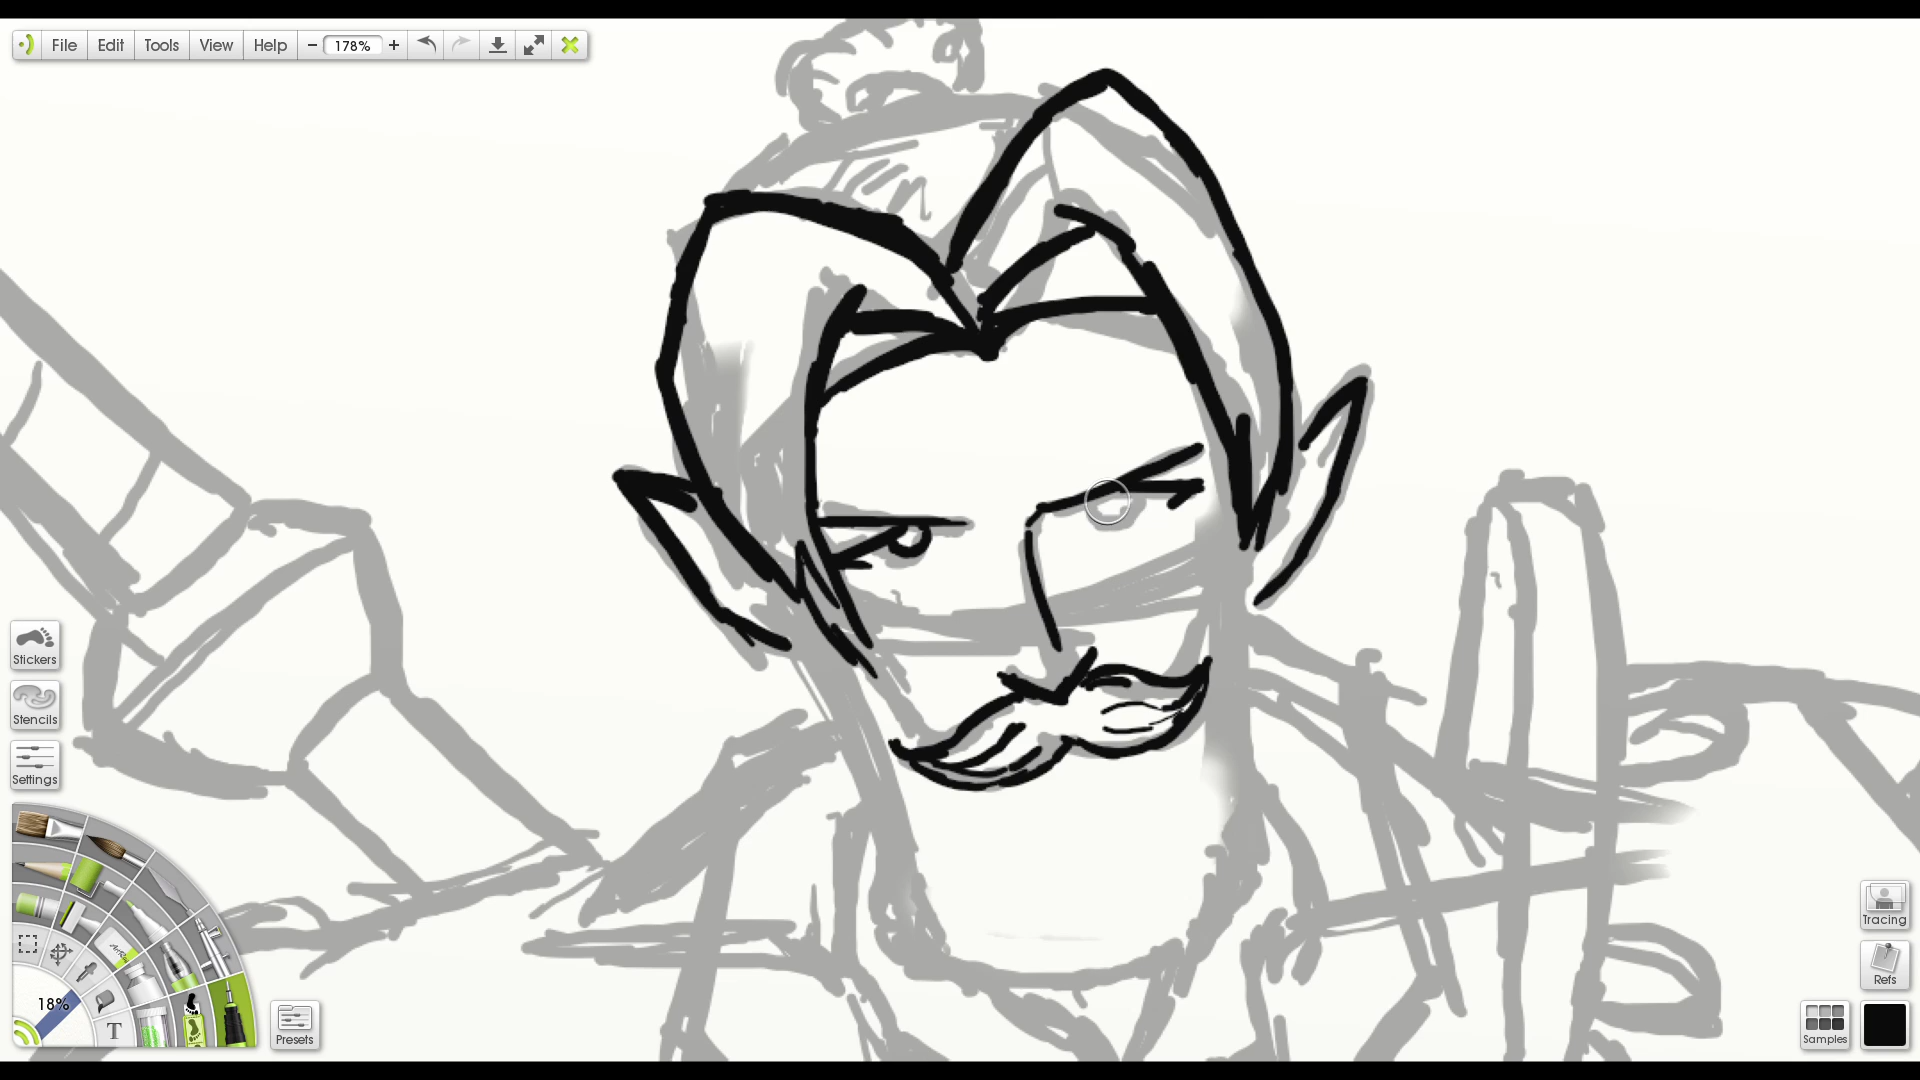 File Edit Tools View Help − 178% +
Stickers
Stencils
Settings
18%
T
Presets
Tracing
Refs
Samples